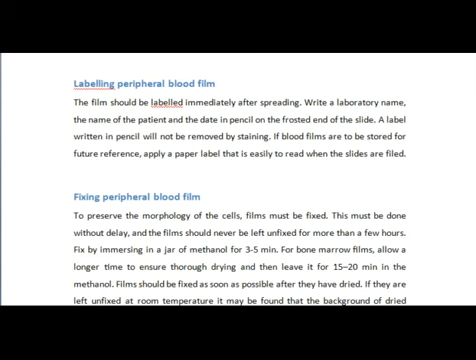 Labelling peripheral blood film
The film should be labelled immediately after spreading. Write a laboratory name,
the name of the patient and the date in pencil on the frosted end of the slide. A label
written in pencil will not be removed by staining. If blood films are to be stored for
future reference, apply a paper label that is easily to read when the slides are filed.
Fixing peripheral blood film
To preserve the morphology of the cells, films must be fixed. This must be done
without delay, and the films should never be left unfixed for more than a few hours.
Fix by immersing in a jar of methanol for 3-5 min. For bone marrow films, allow a
longer time to ensure thorough drying and then leave it for 15–20 min in the
methanol. Films should be fixed as soon as possible after they have dried. If they are
left unfixed at room temperature it may be found that the background of dried